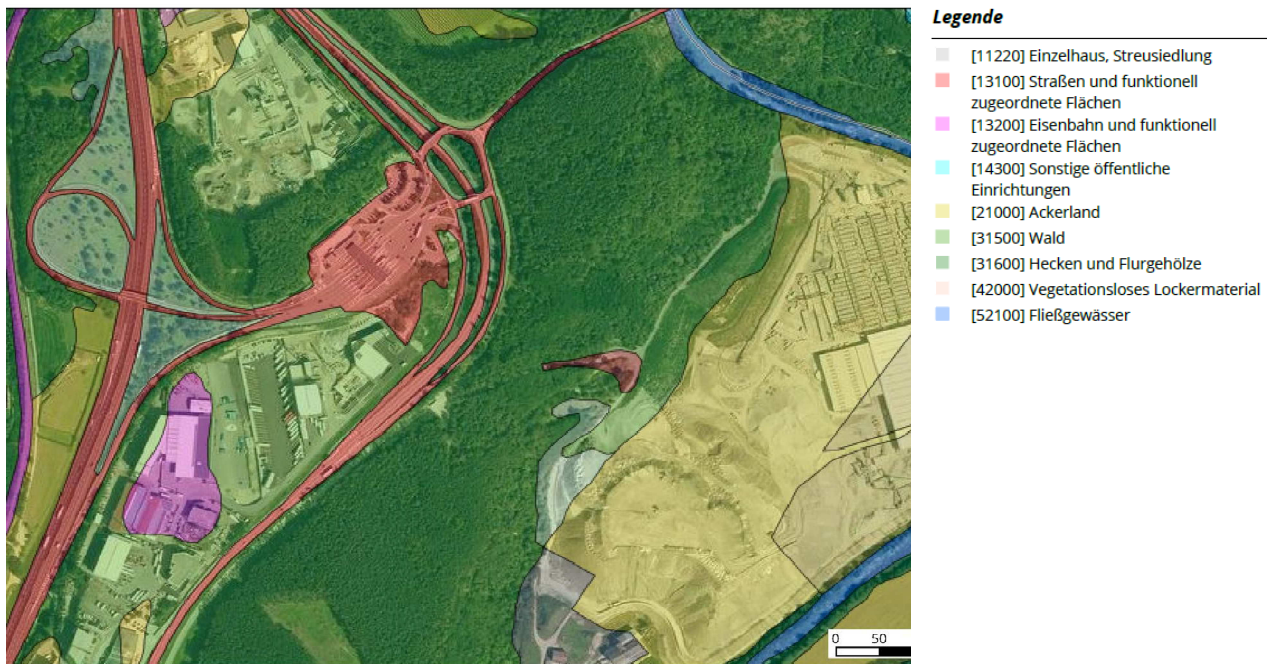 Legende
[11220] Einzelhaus, Streusiedlung
[13100] Straßen und funktionell
zugeordnete Flächen
[13200] Eisenbahn und funktionell
zugeordnete Flächen
[14300] Sonstige öffentliche
Einrichtungen
[21000] Ackerland
[31500] Wald
[31600] Hecken und Flurgehölze
[42000] Vegetationsloses Lockermaterial
[52100] Fließgewässer
0 50